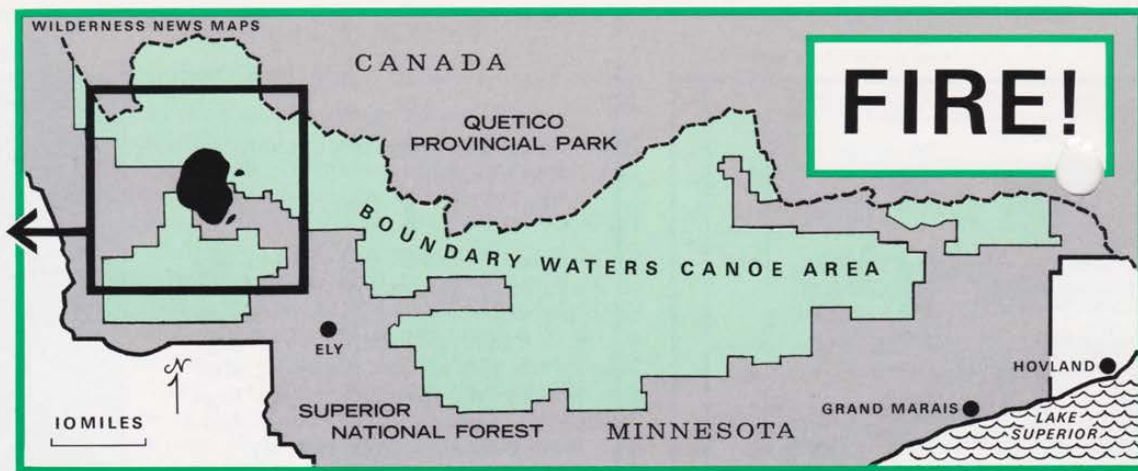 WILDERNESS NEWS MAPS
CANADA
FIRE!
QUETICO
PROVINCIAL PARK
BOUNDARY WATERS CANOE AREA
ELY
N
HOVLAND
10 MILES
SUPERIOR
NATIONAL FOREST
MINNESOTA
GRAND MARAIS
LAKE
SUPERIOR